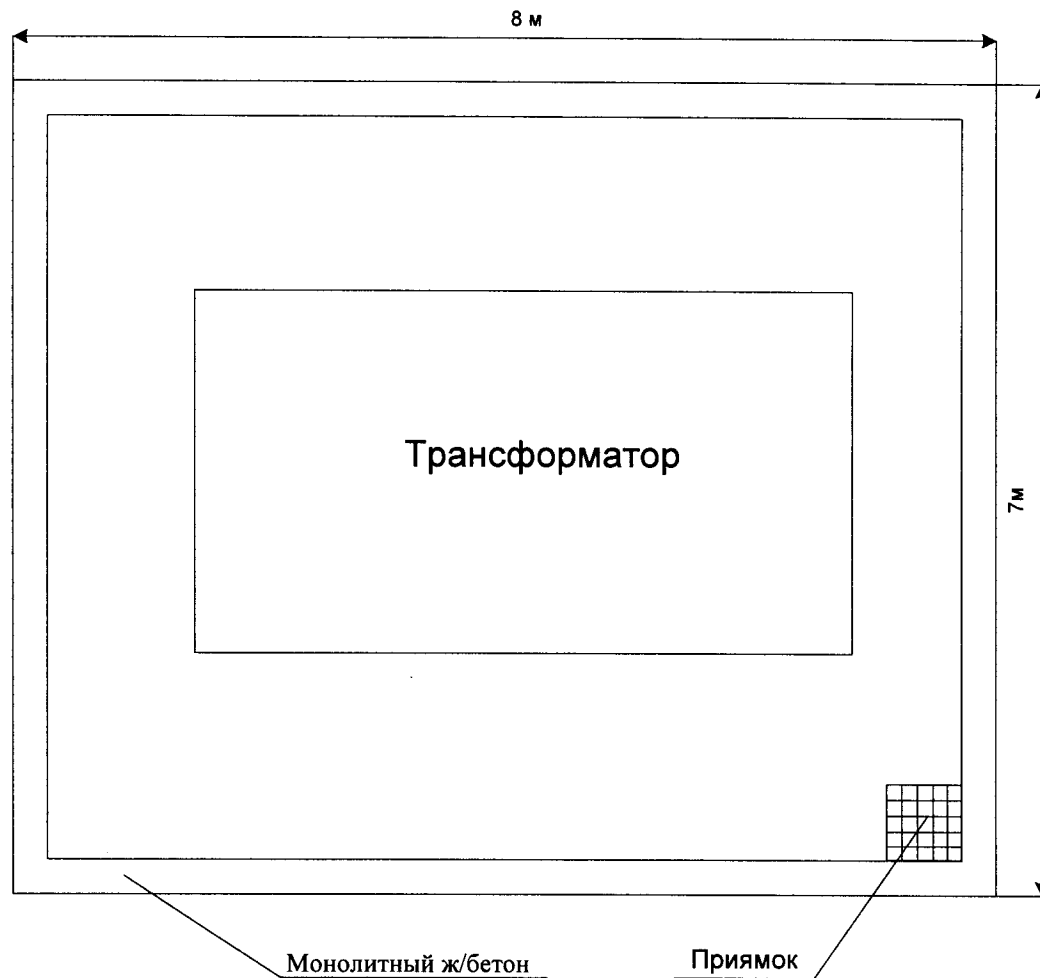 8 м
Трансформатор
7м
Монолитный ж/бетон
Приямок